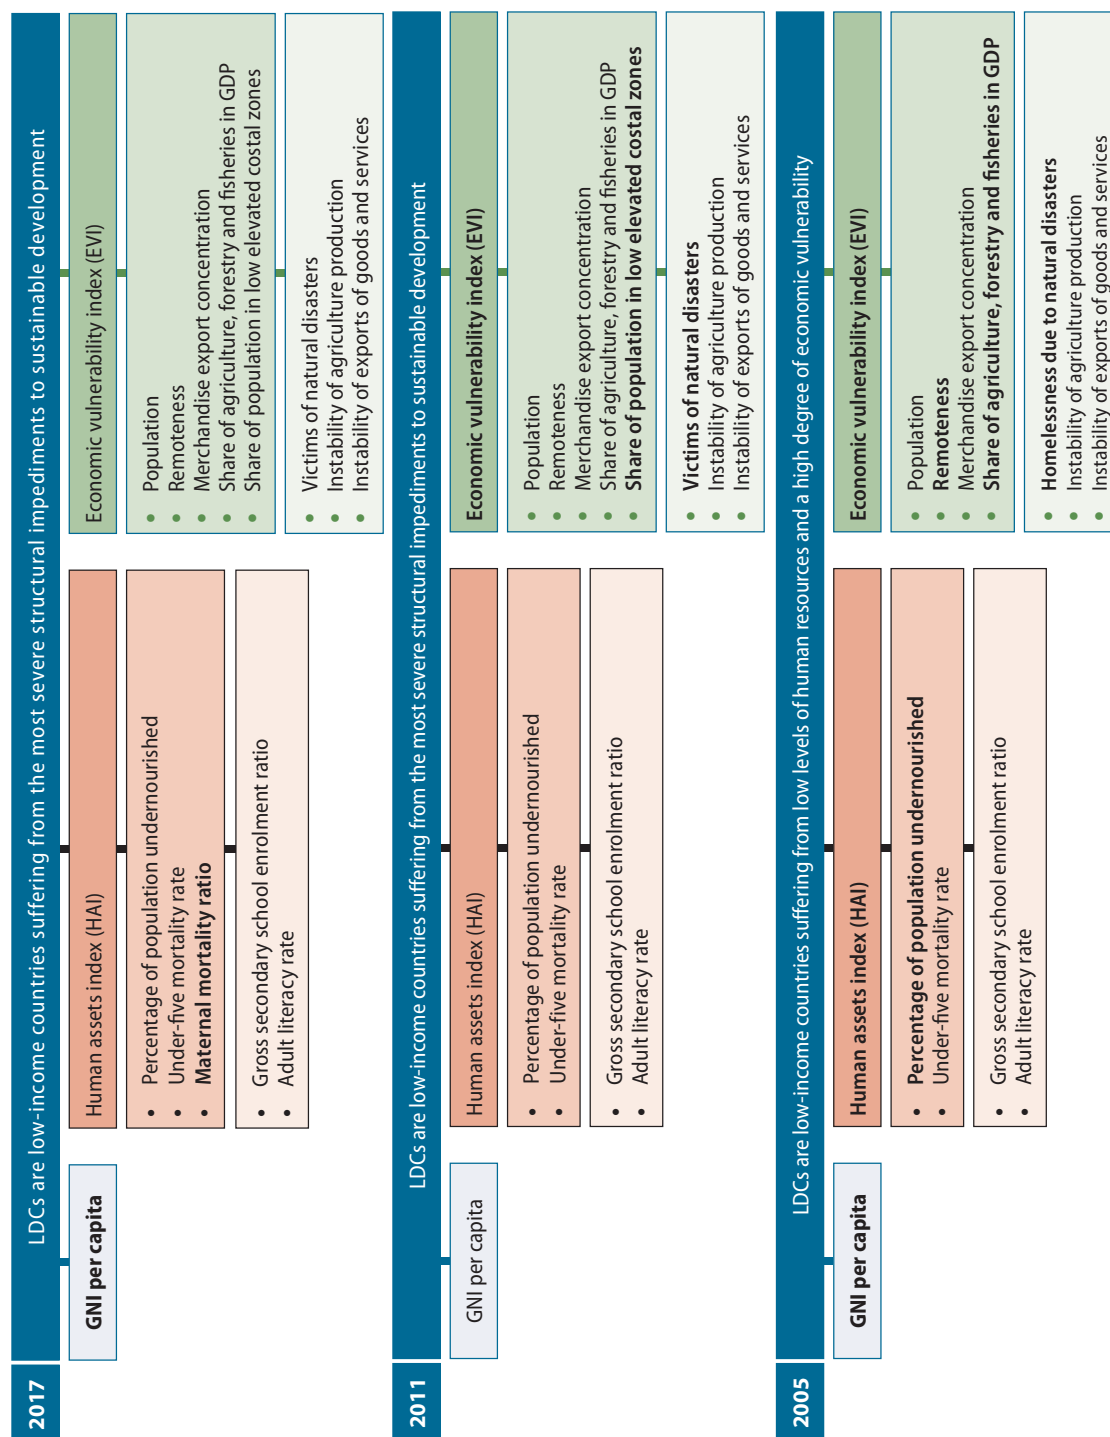 2017
LDCs are low-income countries suffering from the most severe structural impediments to sustainable development
GNI per capita
Human assets index (HAI)
• Percentage of population undernourished
• Under-five mortality rate
• Maternal mortality ratio
• Gross secondary school enrolment ratio
• Adult literacy rate
Economic vulnerability index (EVI)
• Population
• Remoteness
• Merchandise export concentration
• Share of agriculture, forestry and fisheries in GDP
• Share of population in low elevated costal zones
• Victims of natural disasters
• Instability of agriculture production
• Instability of exports of goods and services
2011
LDCs are low-income countries suffering from the most severe structural impediments to sustainable development
GNI per capita
Human assets index (HAI)
• Percentage of population undernourished
• Under-five mortality rate
• Gross secondary school enrolment ratio
• Adult literacy rate
Economic vulnerability index (EVI)
• Population
• Remoteness
• Merchandise export concentration
• Share of agriculture, forestry and fisheries in GDP
• Share of population in low elevated costal zones
• Victims of natural disasters
• Instability of agriculture production
• Instability of exports of goods and services
2005
LDCs are low-income countries suffering from low levels of human resources and a high degree of economic vulnerability
GNI per capita
Human assets index (HAI)
• Percentage of population undernourished
• Under-five mortality rate
• Gross secondary school enrolment ratio
• Adult literacy rate
Economic vulnerability index (EVI)
• Population
• Remoteness
• Merchandise export concentration
• Share of agriculture, forestry and fisheries in GDP
• Homelessness due to natural disasters
• Instability of agriculture production
• Instability of exports of goods and services